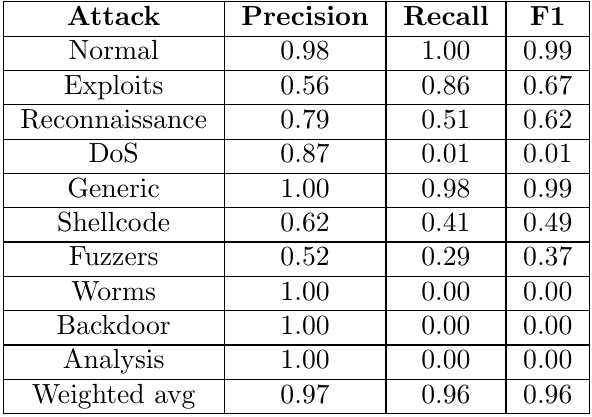 Attack Precision Recall F1
Normal 0.98 1.00 0.99
Exploits 0.56 0.86 0.67
Reconnaissance 0.79 0.51 0.62
DoS 0.87 0.01 0.01
Generic 1.00 0.98 0.99
Shellcode 0.62 0.41 0.49
Fuzzers 0.52 0.29 0.37
Worms 1.00 0.00 0.00
Backdoor 1.00 0.00 0.00
Analysis 1.00 0.00 0.00
Weighted avg 0.97 0.96 0.96